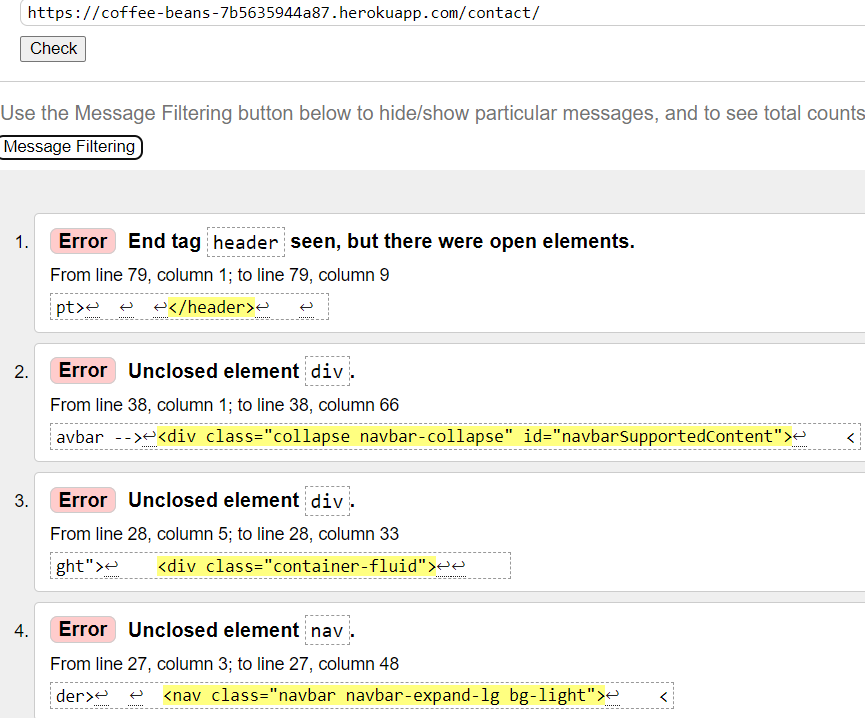 https://coffee-beans-7b5635944a87.herokuapp.com/contact/
Check
Use the Message Filtering button below to hide/show particular messages, and to see total counts
Message Filtering
1. Error End tag header seen, but there were open elements.
From line 79, column 1; to line 79, column 9
pt>↩ ↩ ↩</header>↩ ↩
2. Error Unclosed element div.
From line 38, column 1; to line 38, column 66
avbar -->↩<div class="collapse navbar-collapse" id="navbarSupportedContent">↩ <
3. Error Unclosed element div.
From line 28, column 5; to line 28, column 33
ght">↩ <div class="container-fluid">↩↩
4. Error Unclosed element nav.
From line 27, column 3; to line 27, column 48
der>↩ ↩ <nav class="navbar navbar-expand-lg bg-light">↩ <